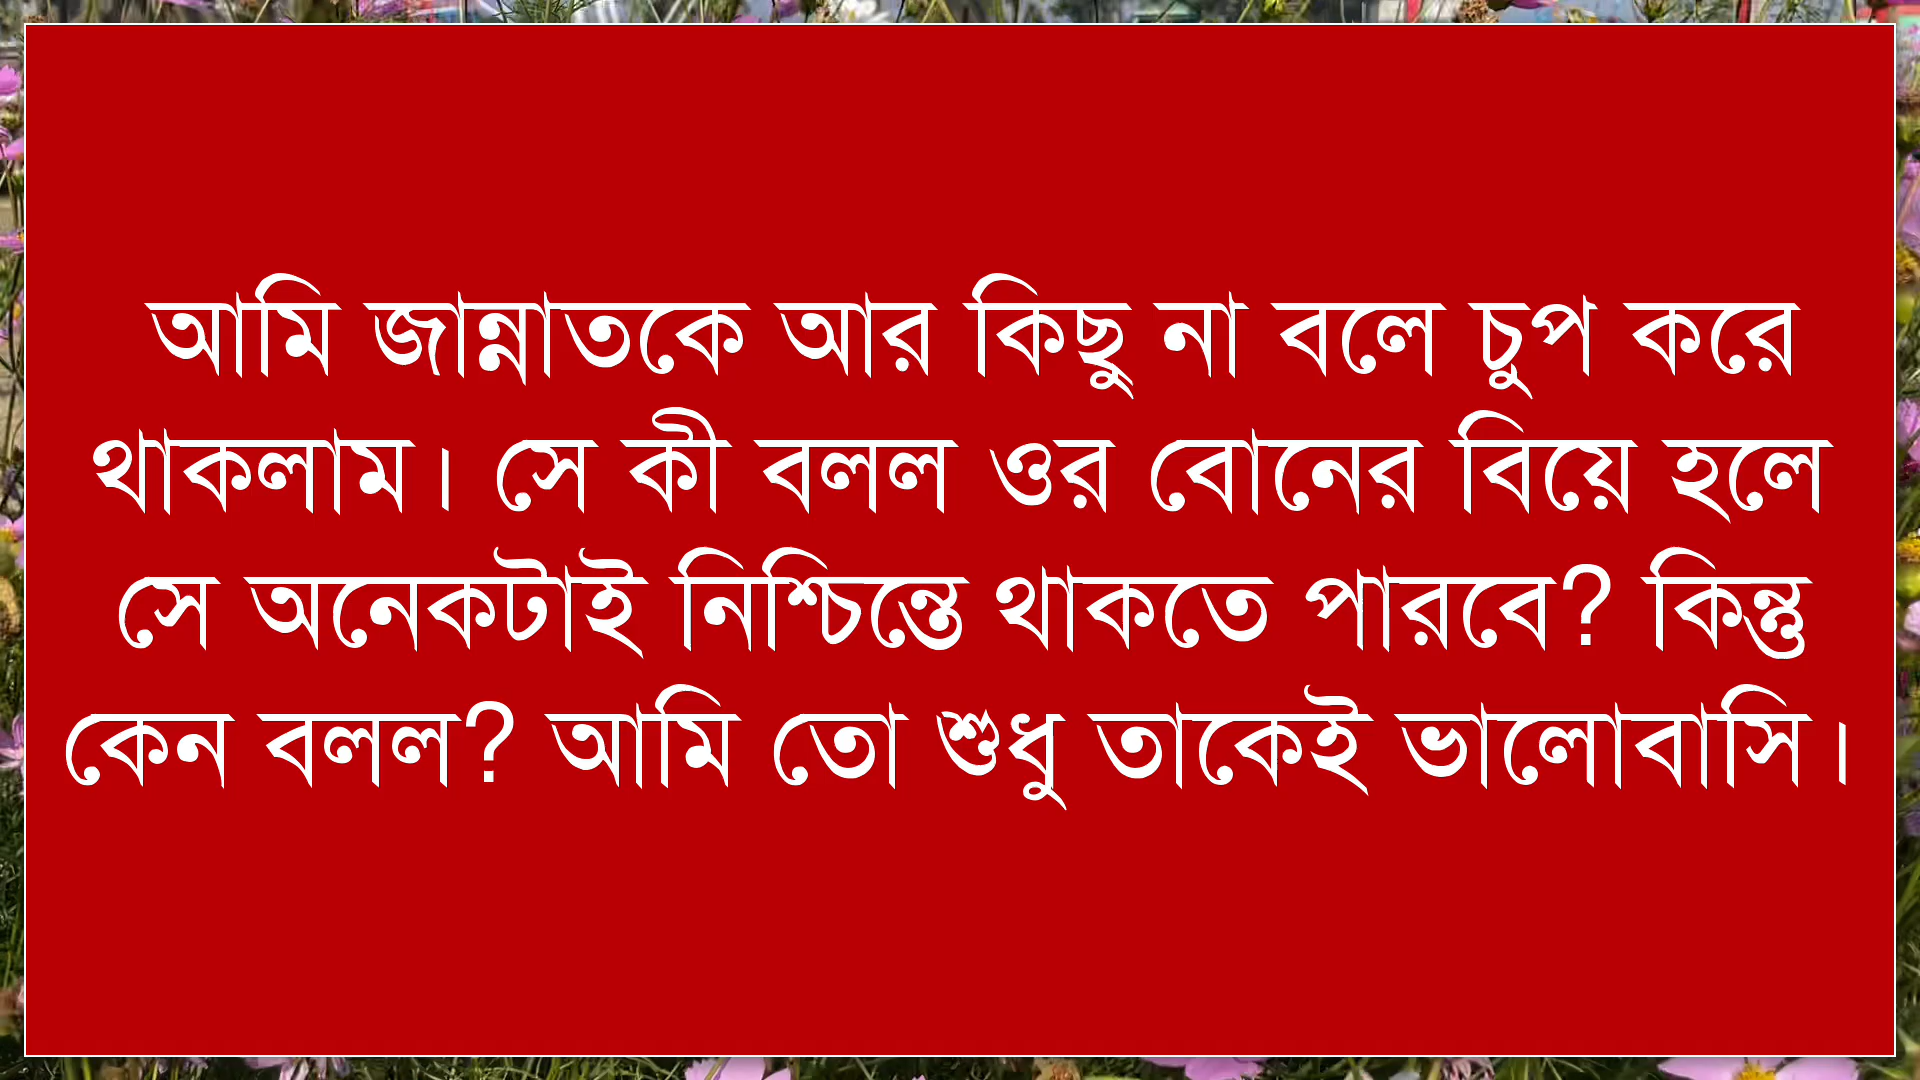 আমি জান্নাতকে আর কিছু না বলে চুপ করে
থাকলাম। সে কী বলল ওর বোনের বিয়ে হলে
সে অনেকটাই নিশ্চিন্তে থাকতে পারবে? কিন্তু
কেন বলল? আমি তো শুধু তাকেই ভালোবাসি।